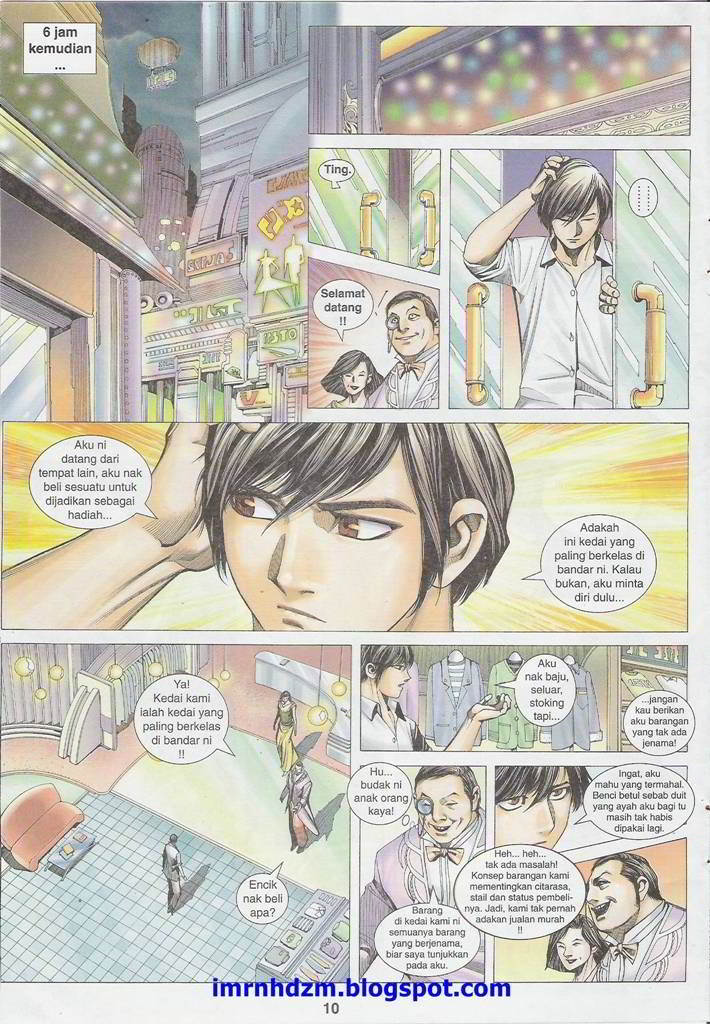 6 jam
kemudian
...
Ting.
......
Selamat
datang
!!
Aku ni
datang dari
tempat lain, aku nak
beli sesuatu untuk
dijadikan sebagai
hadiah...
Adakah
ini kedai yang
paling berkelas di
bandar ni. Kalau
bukan, aku minta
diri dulu...
Ya!
Kedai kami
ialah kedai yang
paling berkelas
di bandar ni
!!
Encik
nak beli
apa?
Aku
nak baju,
seluar,
stoking
tapi...
...jangan
kau berikan
aku barangan
yang tak ada
jenama!
Hu...
budak ni
anak orang
kaya!
Barang
di kedai kami ni
semuanya barang
yang berjenama,
biar saya tunjukkan
pada aku.
Ingat, aku
mahu yang termahal.
Benci betul sebab duit
yang ayah aku bagi tu
masih tak habis
dipakai lagi.
Heh... heh...
tak ada masalah!
Konsep barangan kami
mementingkan citarasa,
stail dan status pembeli-
nya. Jadi, kami tak pernah
adakan jualan murah
!!
imrnhdzm.blogspot.com
10